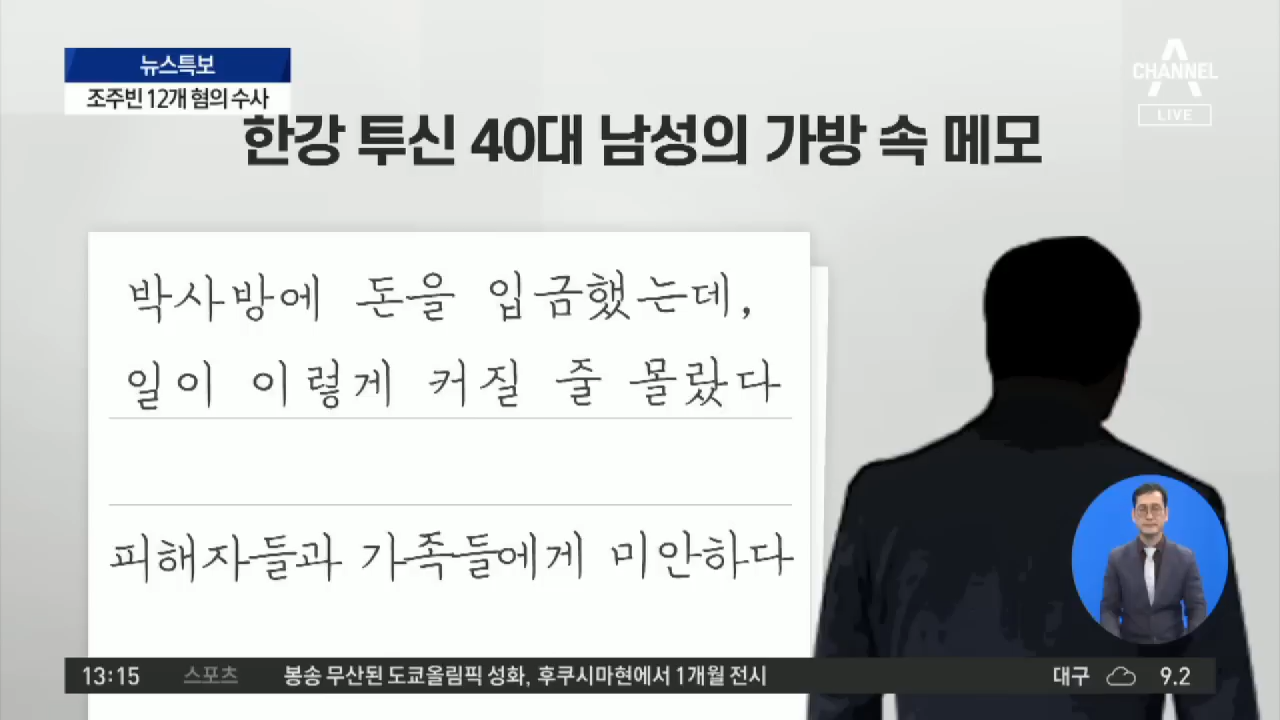 뉴스특보
조주빈 12개 혐의 수사
CHANNEL A
LIVE
한강 투신 40대 남성의 가방 속 메모
박사방에 돈을 입금했는데,
일이 이렇게 커질 줄 몰랐다
피해자들과 가족들에게 미안하다
13:15 스포츠 봉송 무산된 도쿄올림픽 성화, 후쿠시마현에서 1개월 전시 대구 9.2